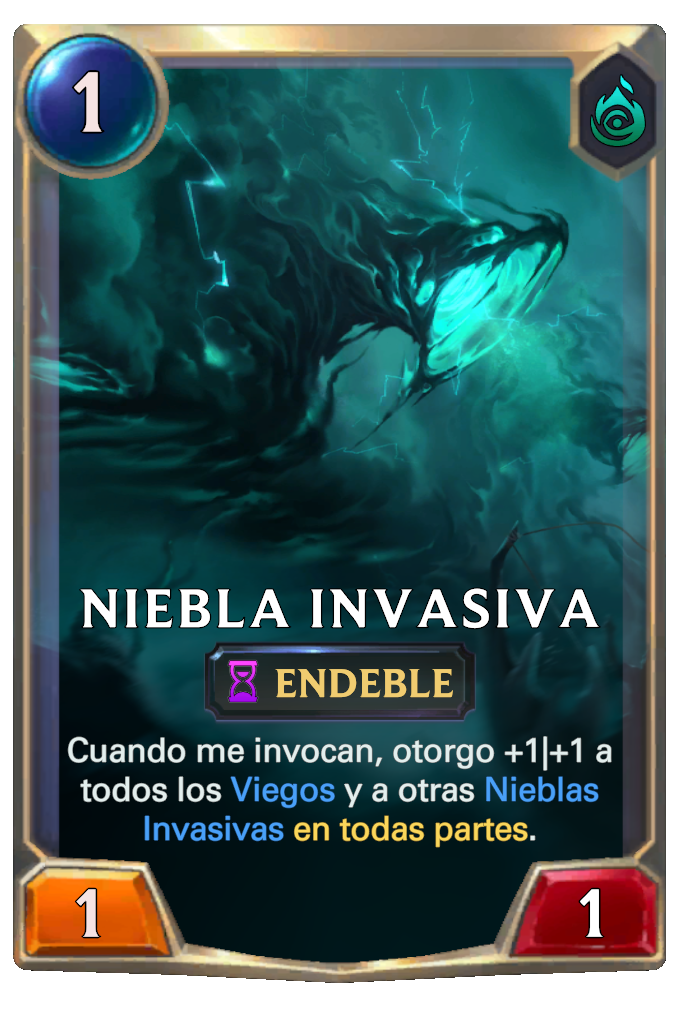 1
NIEBLA INVASIVA
ENDEBLE
Cuando me invocan, otorgo +1|+1 a
todos los Viegos y a otras Nieblas
Invasivas en todas partes.
1
1